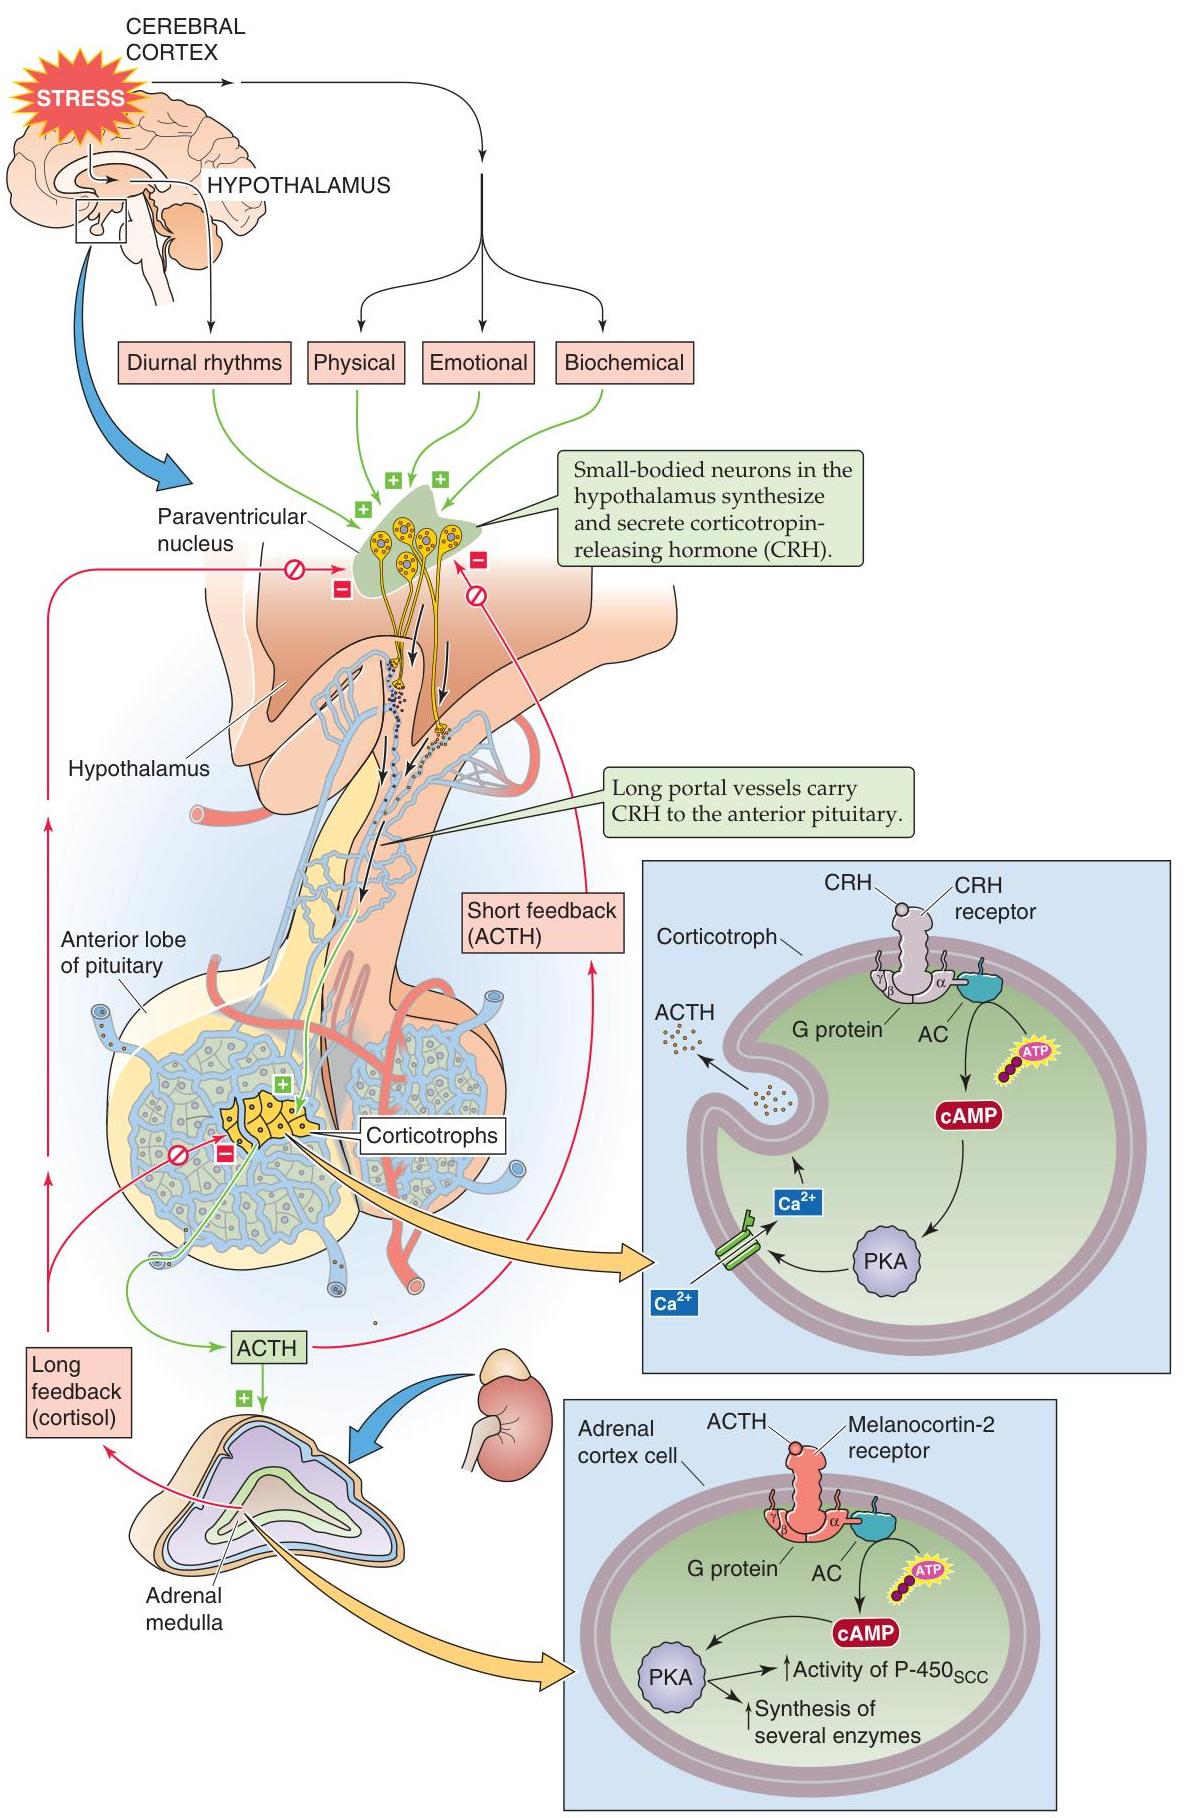 CEREBRAL
CORTEX
STRESS
HYPOTHALAMUS
Diurnal rhythms
Physical
Emotional
Biochemical
+
+
+
Small-bodied neurons in the
hypothalamus synthesize
and secrete corticotropin-
releasing hormone (CRH).
Paraventricular
nucleus
−
−
Hypothalamus
Long portal vessels carry
CRH to the anterior pituitary.
Short feedback
(ACTH)
Anterior lobe
of pituitary
+
−
Corticotrophs
CRH
CRH
receptor
Corticotroph
γ
β
α
G protein
AC
ACTH
ATP
cAMP
Ca2+
PKA
Ca2+
ACTH
+
Long
feedback
(cortisol)
Adrenal
medulla
Adrenal
cortex cell
ACTH
Melanocortin-2
receptor
γ
β
α
G protein
AC
ATP
cAMP
PKA
↑Activity of P-450SCC
↑Synthesis of
several enzymes